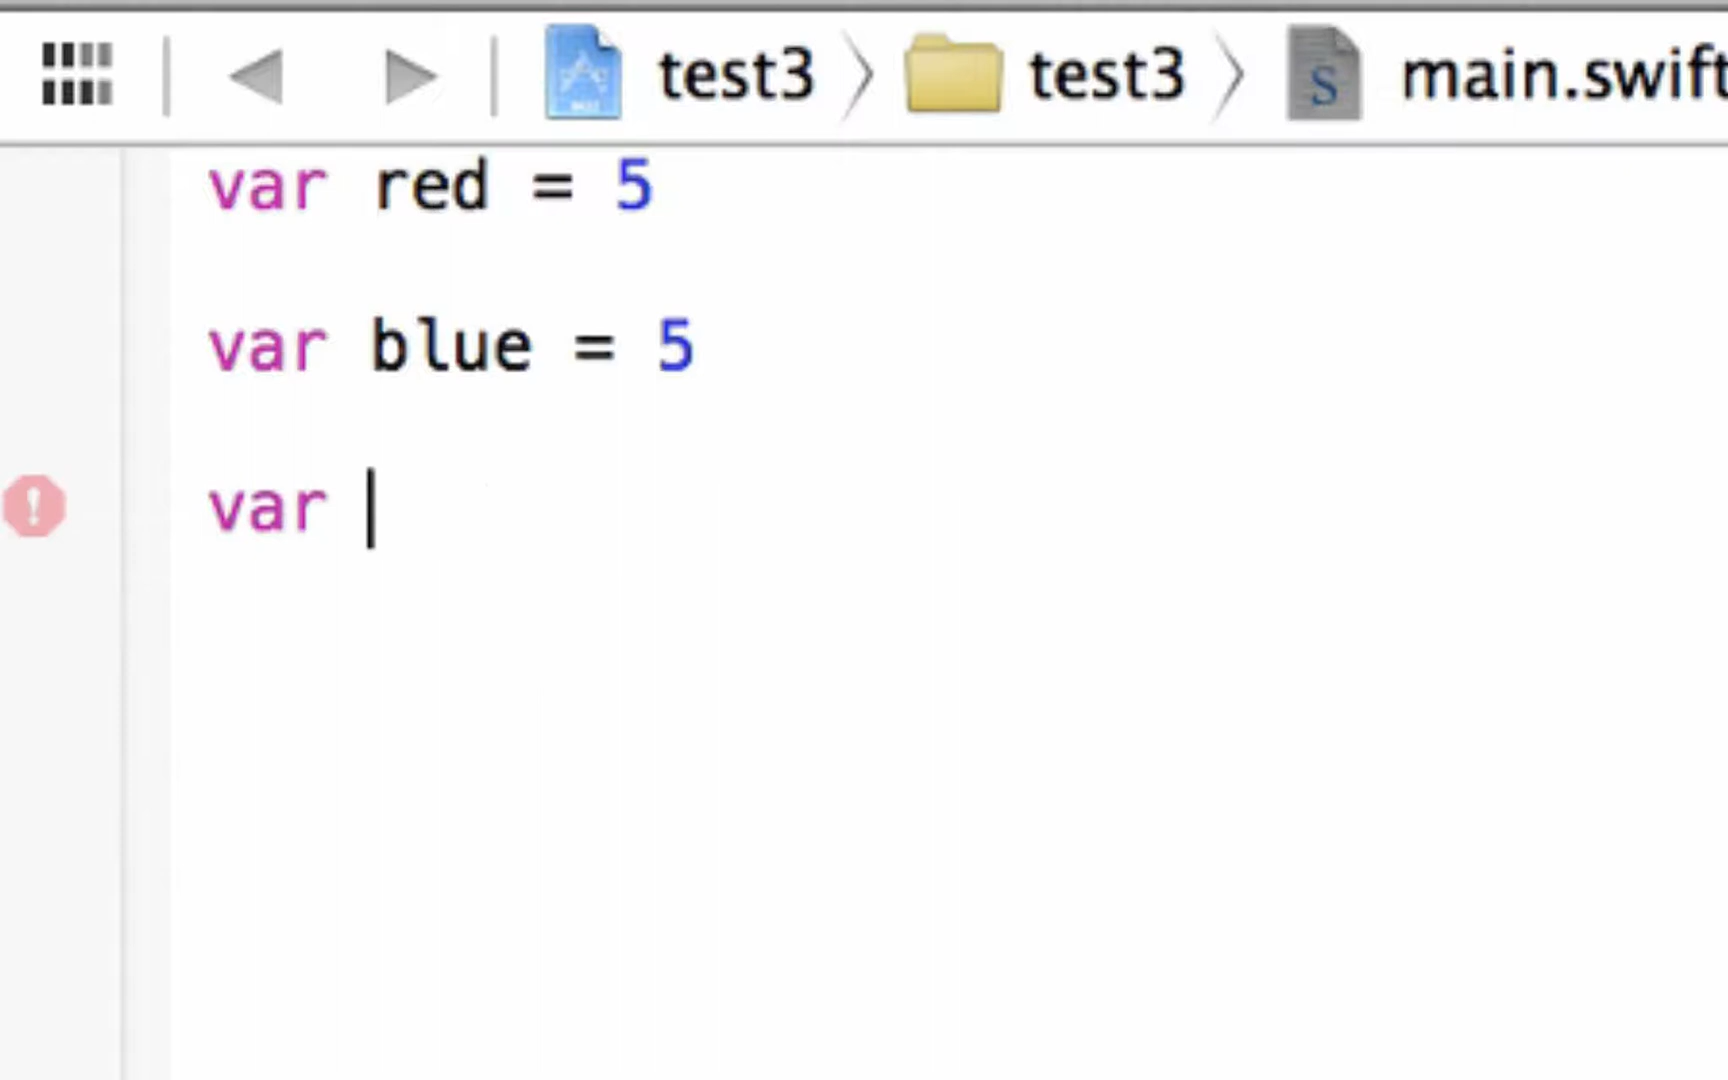 test3 test3 main.swift
var red = 5
var blue = 5
var